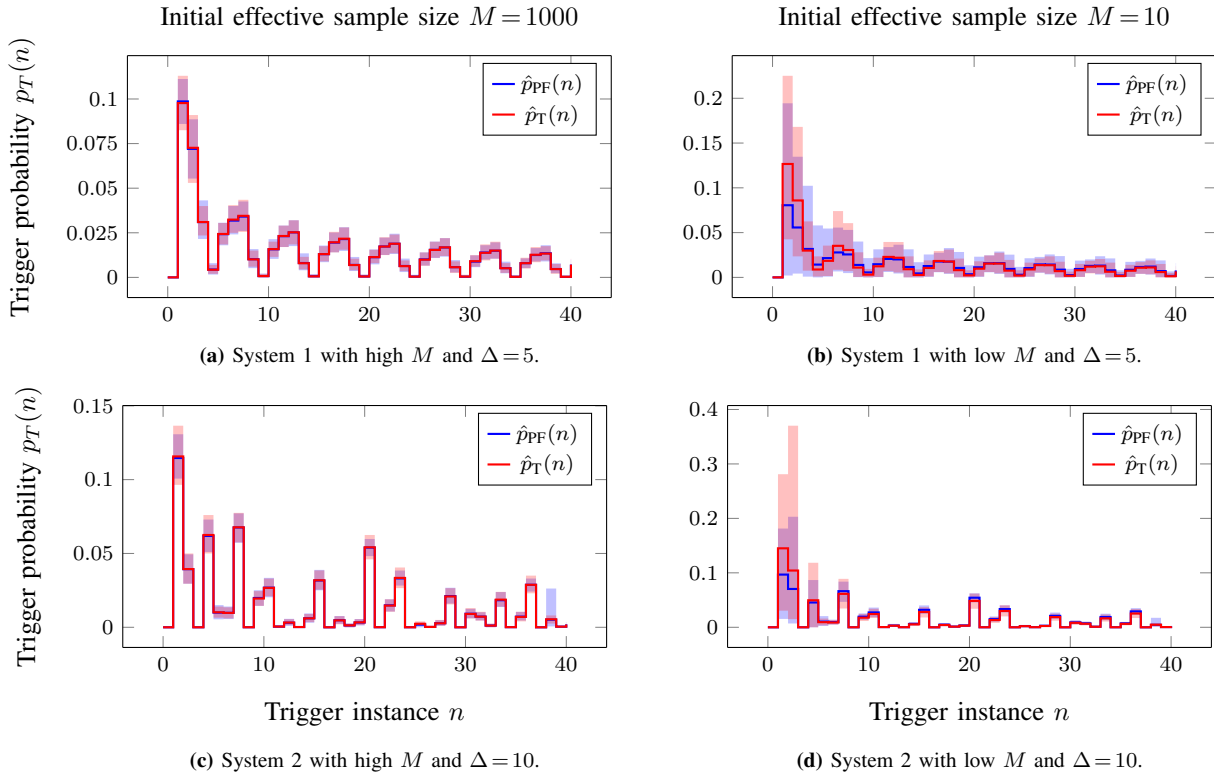 Initial effective sample size M = 1000
Initial effective sample size M = 10
Trigger probability p_T(n)
0.1
0.075
0.05
0.025
0
0 10 20 30 40
p̂_PF(n)
p̂_T(n)
(a) System 1 with high M and Δ = 5.
0.2
0.15
0.1
0.05
0
0 10 20 30 40
p̂_PF(n)
p̂_T(n)
(b) System 1 with low M and Δ = 5.
Trigger probability p_T(n)
0.15
0.1
0.05
0
0 10 20 30 40
p̂_PF(n)
p̂_T(n)
Trigger instance n
(c) System 2 with high M and Δ = 10.
0.4
0.3
0.2
0.1
0
0 10 20 30 40
p̂_PF(n)
p̂_T(n)
Trigger instance n
(d) System 2 with low M and Δ = 10.